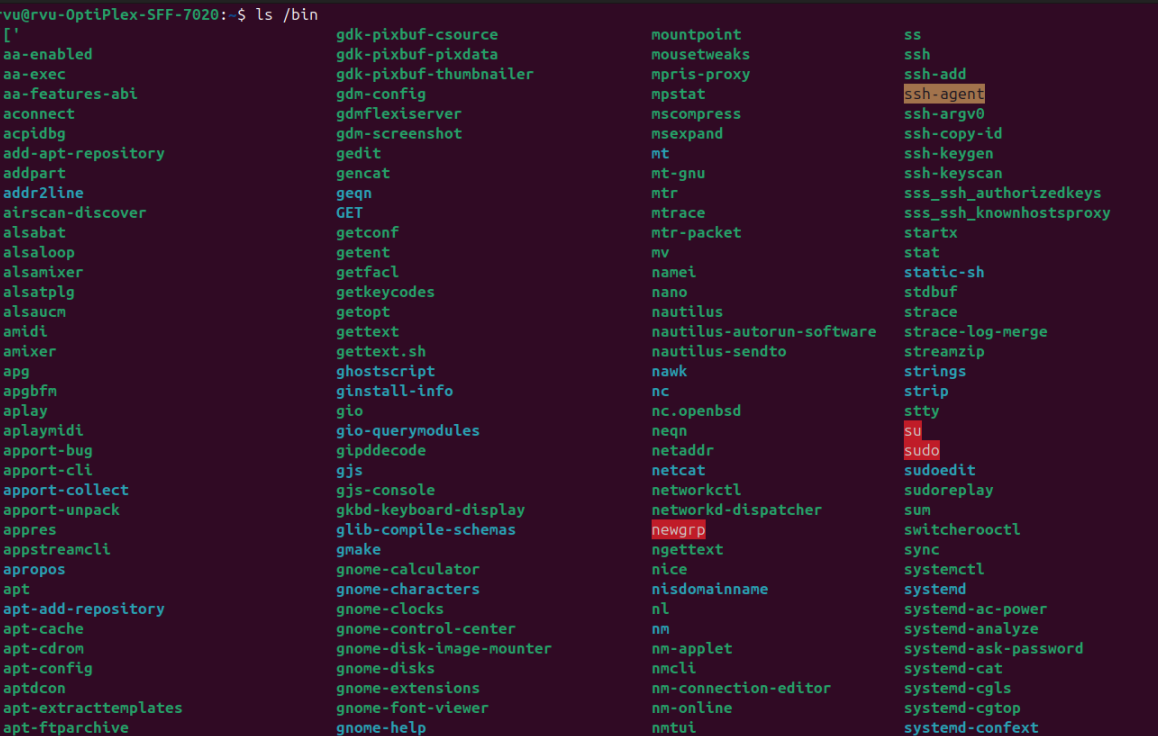 rvu@rvu-OptiPlex-SFF-7020:~$ ls /bin
[' gdk-pixbuf-csource mountpoint ss
aa-enabled gdk-pixbuf-pixdata mousetweaks ssh
aa-exec gdk-pixbuf-thumbnailer mpris-proxy ssh-add
aa-features-abi gdm-config mpstat ssh-agent
aconnect gdmflexiserver mscompress ssh-argv0
acpidbg gdm-screenshot msexpand ssh-copy-id
add-apt-repository gedit mt ssh-keygen
addpart gencat mt-gnu ssh-keyscan
addr2line geqn mtr sss_ssh_authorizedkeys
airscan-discover GET mtrace sss_ssh_knownhostsproxy
alsabat getconf mtr-packet startx
alsaloop getent mv stat
alsamixer getfacl namei static-sh
alsatplg getkeycodes nano stdbuf
alsaucm getopt nautilus strace
amidi gettext nautilus-autorun-software strace-log-merge
amixer gettext.sh nautilus-sendto streamzip
apg ghostscript nawk strings
apgbfm ginstall-info nc strip
aplay gio nc.openbsd stty
aplaymidi gio-querymodules neqn su
apport-bug gipddecode netaddr sudo
apport-cli gjs netcat sudoedit
apport-collect gjs-console networkctl sudoreplay
apport-unpack gkbd-keyboard-display networkd-dispatcher sum
appres glib-compile-schemas newgrp switcherooctl
appstreamcli gmake ngettext sync
apropos gnome-calculator nice systemctl
apt gnome-characters nisdomainname systemd
apt-add-repository gnome-clocks nl systemd-ac-power
apt-cache gnome-control-center nm systemd-analyze
apt-cdrom gnome-disk-image-mounter nm-applet systemd-ask-password
apt-config gnome-disks nmcli systemd-cat
aptdcon gnome-extensions nm-connection-editor systemd-cgls
apt-extracttemplates gnome-font-viewer nm-online systemd-cgtop
apt-ftparchive gnome-help nmtui systemd-confext